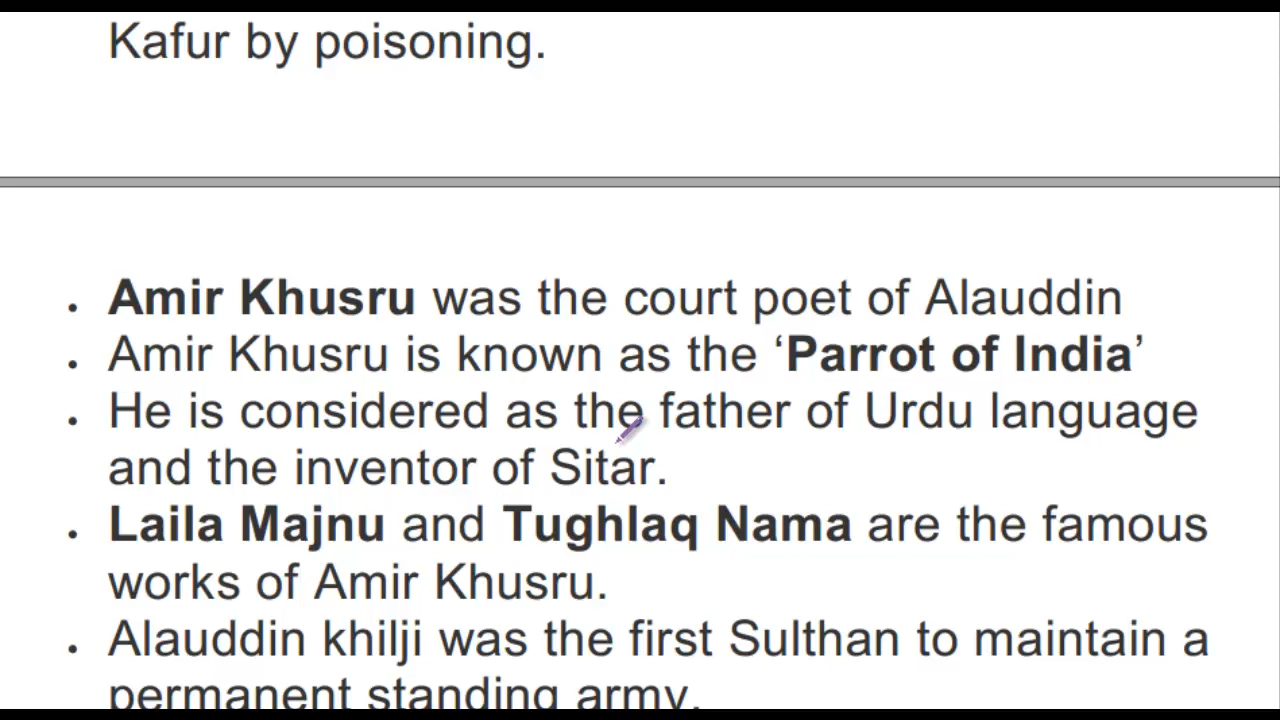 Kafur by poisoning.
• Amir Khusru was the court poet of Alauddin
• Amir Khusru is known as the ‘Parrot of India’
• He is considered as the father of Urdu language
and the inventor of Sitar.
• Laila Majnu and Tughlaq Nama are the famous
works of Amir Khusru.
• Alauddin khilji was the first Sulthan to maintain a
permanent standing army.